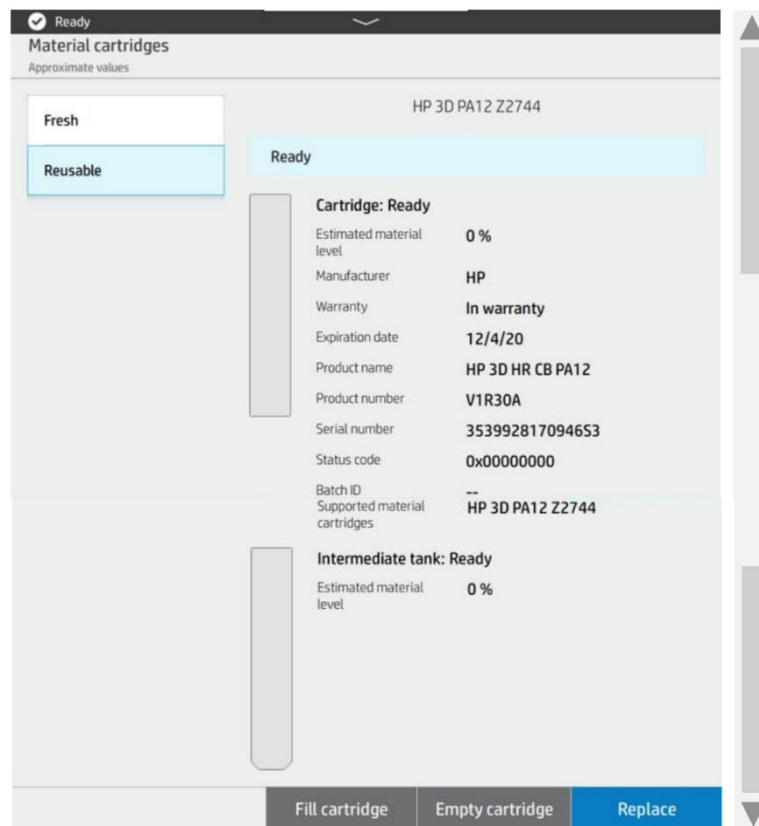 Ready
Material cartridges
Approximate values
Fresh
Reusable
HP 3D PA12 Z2744
Ready
Cartridge: Ready
Estimated material level 0 %
Manufacturer HP
Warranty In warranty
Expiration date 12/4/20
Product name HP 3D HR CB PA12
Product number V1R30A
Serial number 3539928170946S3
Status code 0x00000000
Batch ID --
Supported material cartridges HP 3D PA12 Z2744
Intermediate tank: Ready
Estimated material level 0 %
Fill cartridge Empty cartridge Replace